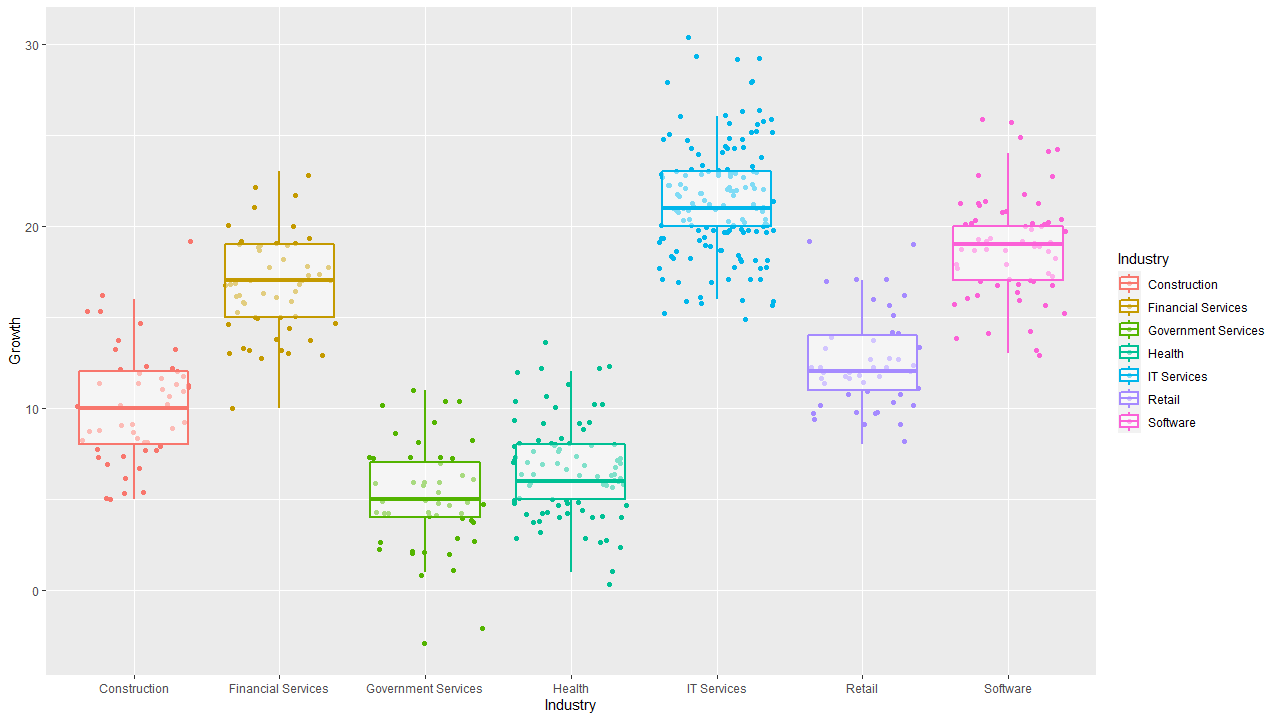 Growth
30
20
10
0
Construction
Financial Services
Government Services
Health
IT Services
Retail
Software
Industry
Industry
Construction
Financial Services
Government Services
Health
IT Services
Retail
Software